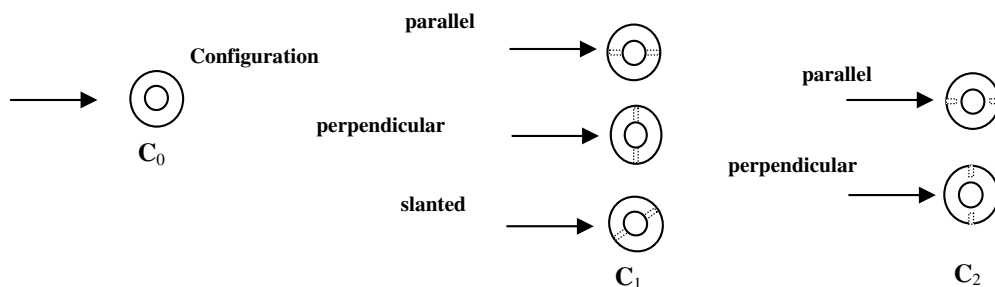 Configuration
C₀
parallel
perpendicular
slanted
C₁
parallel
perpendicular
C₂